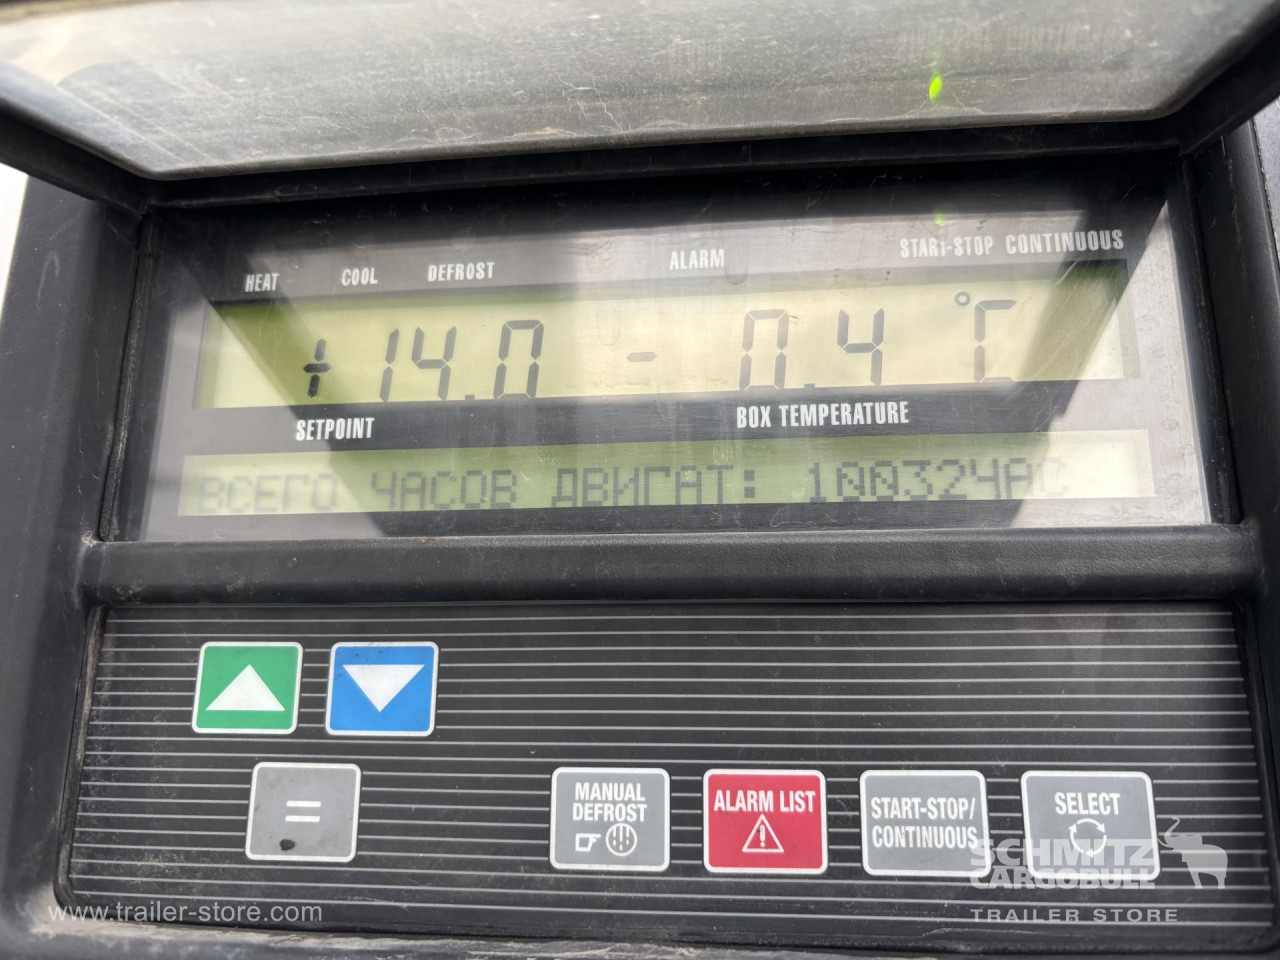 HEAT COOL DEFROST ALARM START-STOP CONTINUOUS
+14.0 -0.4 °C
SETPOINT BOX TEMPERATURE
ВСЕГО ЧАСОВ ДВИГАТ: 10032ЧАС
MANUAL DEFROST
ALARM LIST
START-STOP/
CONTINUOUS
SELECT
SCHMITZ
CARGOBULL
TRAILER STORE
www.trailer-store.com